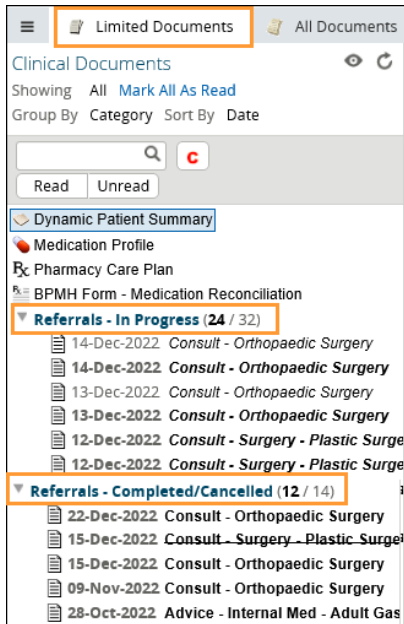 Limited Documents All Documents
Clinical Documents
Showing All Mark All As Read
Group By Category Sort By Date
C
Read Unread
Dynamic Patient Summary
Medication Profile
Rx Pharmacy Care Plan
BPMH Form - Medication Reconciliation
Referrals - In Progress (24 / 32)
14-Dec-2022 Consult - Orthopaedic Surgery
14-Dec-2022 Consult - Orthopaedic Surgery
13-Dec-2022 Consult - Orthopaedic Surgery
13-Dec-2022 Consult - Orthopaedic Surgery
12-Dec-2022 Consult - Surgery - Plastic Surge
12-Dec-2022 Consult - Surgery - Plastic Surge
Referrals - Completed/Cancelled (12 / 14)
22-Dec-2022 Consult - Orthopaedic Surgery
15-Dec-2022 Consult - Surgery - Plastic Surge
15-Dec-2022 Consult - Orthopaedic Surgery
09-Nov-2022 Consult - Orthopaedic Surgery
28-Oct-2022 Advice - Internal Med - Adult Gas